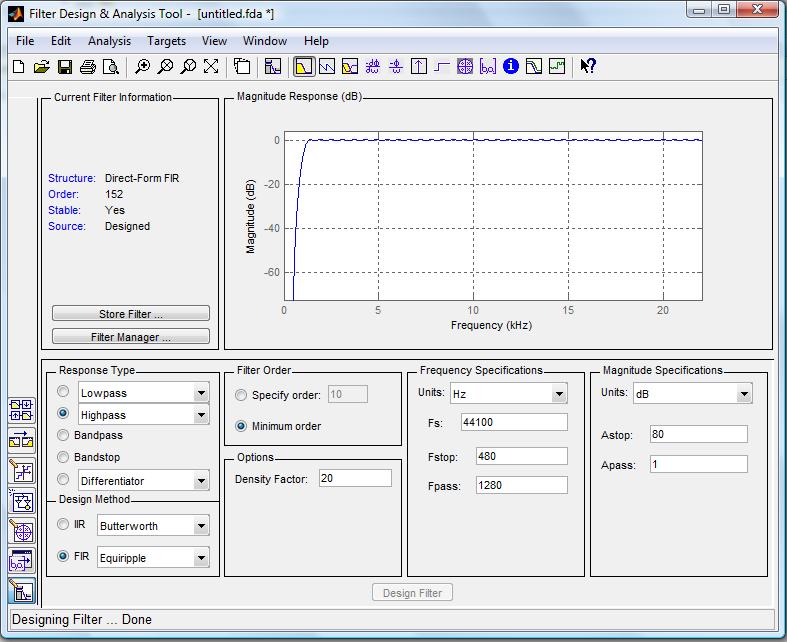 Filter Design & Analysis Tool - [untitled.fda *]
File Edit Analysis Targets View Window Help
Current Filter Information
Structure: Direct-Form FIR
Order: 152
Stable: Yes
Source: Designed
Store Filter ...
Filter Manager ...
Magnitude Response (dB)
0
-20
-40
-60
Magnitude (dB)
0 5 10 15 20
Frequency (kHz)
Response Type
Lowpass
Highpass
Bandpass
Bandstop
Differentiator
Design Method
IIR Butterworth
FIR Equiripple
Filter Order
Specify order: 10
Minimum order
Options
Density Factor: 20
Frequency Specifications
Units: Hz
Fs: 44100
Fstop: 480
Fpass: 1280
Magnitude Specifications
Units: dB
Astop: 80
Apass: 1
Design Filter
Designing Filter ... Done